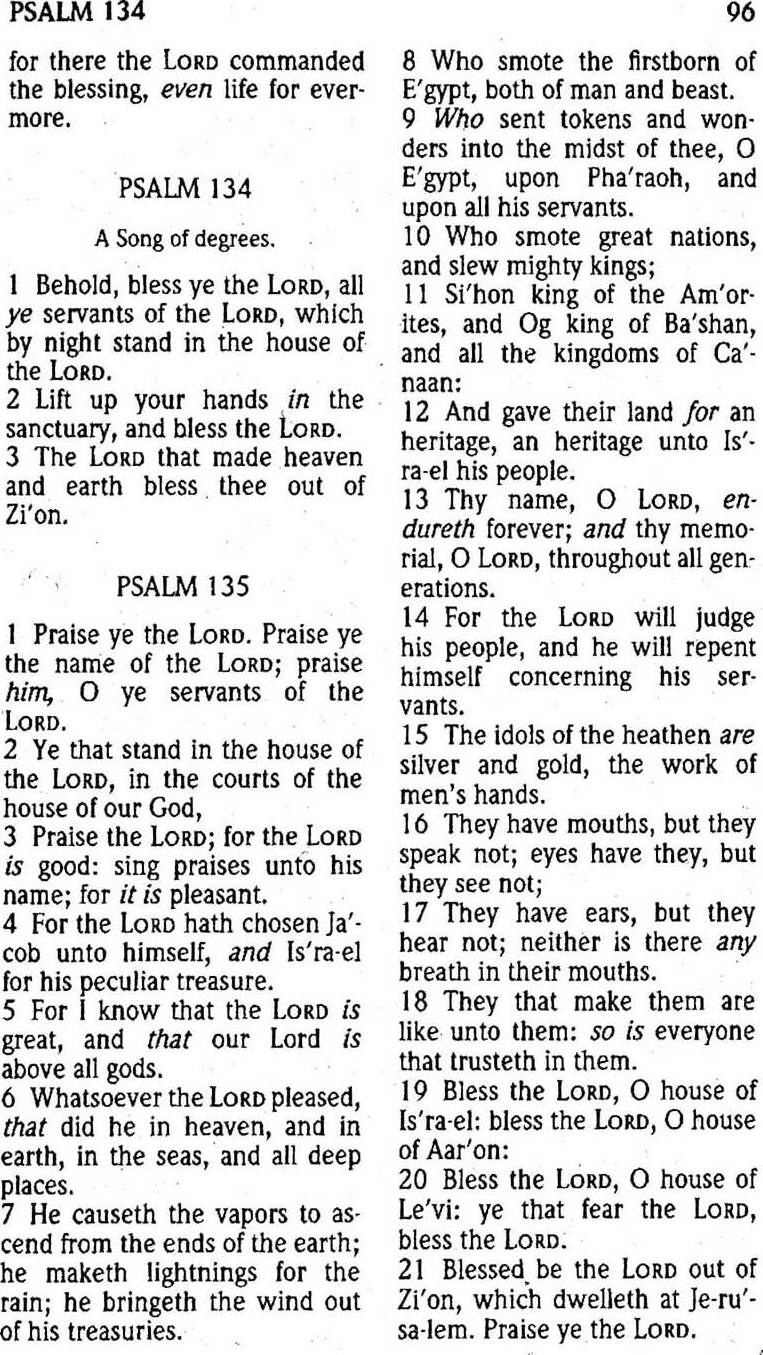 PSALM 134
96
for there the LORD commanded
the blessing, even life for ever-
more.
PSALM 134
A Song of degrees.
1 Behold, bless ye the LORD, all
ye servants of the LORD, which
by night stand in the house of
the LORD.
2 Lift up your hands in the
sanctuary, and bless the LORD.
3 The LORD that made heaven
and earth bless thee out of
Zi'on.
PSALM 135
1 Praise ye the LORD. Praise ye
the name of the LORD; praise
him, O ye servants of the
LORD.
2 Ye that stand in the house of
the LORD, in the courts of the
house of our God,
3 Praise the LORD; for the LORD
is good: sing praises unto his
name; for it is pleasant.
4 For the LORD hath chosen Ja'-
cob unto himself, and Is'ra-el
for his peculiar treasure.
5 For I know that the LORD is
great, and that our Lord is
above all gods.
6 Whatsoever the LORD pleased,
that did he in heaven, and in
earth, in the seas, and all deep
places.
7 He causeth the vapors to as-
cend from the ends of the earth;
he maketh lightnings for the
rain; he bringeth the wind out
of his treasuries.
8 Who smote the firstborn of
E'gypt, both of man and beast.
9 Who sent tokens and won-
ders into the midst of thee, O
E'gypt, upon Pha'raoh, and
upon all his servants.
10 Who smote great nations,
and slew mighty kings;
11 Si'hon king of the Am'or-
ites, and Og king of Ba'shan,
and all the kingdoms of Ca'-
naan:
12 And gave their land for an
heritage, an heritage unto Is'-
ra-el his people.
13 Thy name, O LORD, en-
dureth forever; and thy memo-
rial, O LORD, throughout all gen-
erations.
14 For the LORD will judge
his people, and he will repent
himself concerning his ser-
vants.
15 The idols of the heathen are
silver and gold, the work of
men's hands.
16 They have mouths, but they
speak not; eyes have they, but
they see not;
17 They have ears, but they
hear not; neither is there any
breath in their mouths.
18 They that make them are
like unto them: so is everyone
that trusteth in them.
19 Bless the LORD, O house of
Is'ra-el: bless the LORD, O house
of Aar'on:
20 Bless the LORD, O house of
Le'vi: ye that fear the LORD,
bless the LORD.
21 Blessed be the LORD out of
Zi'on, which dwelleth at Je-ru'-
sa-lem. Praise ye the LORD.